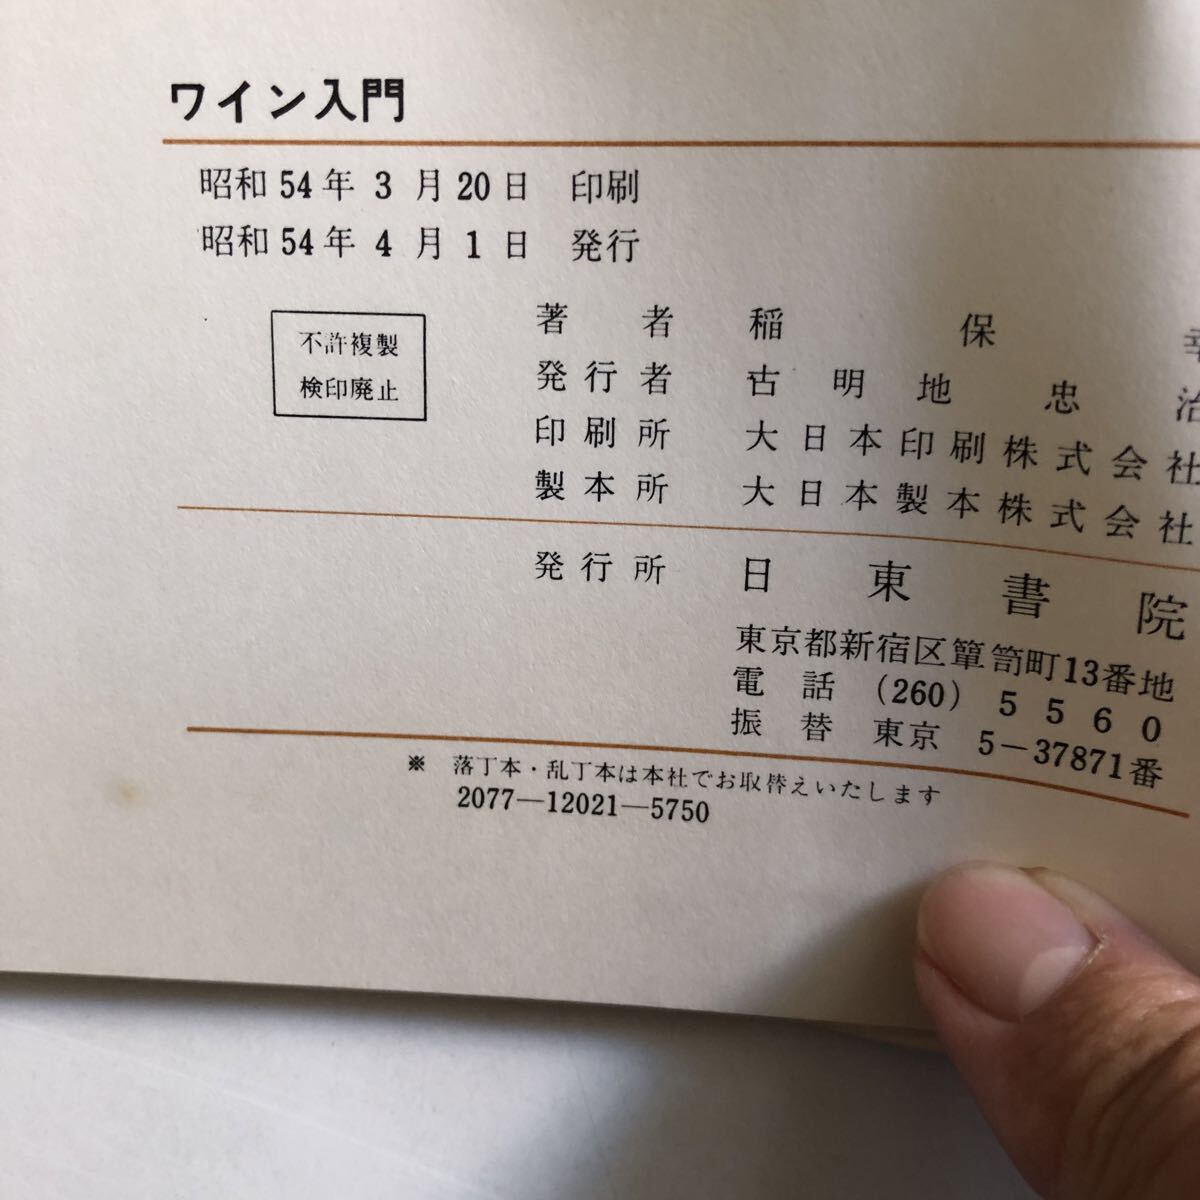 ワイン入門
昭和54年3月20日 印刷
昭和54年4月1日 発行
不許複製
検印廃止
著者 稲保幸
発行者 古明地忠治
印刷所 大日本印刷株式会社
製本所 大日本製本株式会社
発行所 日東書院
東京都新宿区簞笥町13番地
電話 (260) 5560
振替 東京 5-37871番
※ 落丁本・乱丁本は本社でお取替えいたします
2077—12021—5750